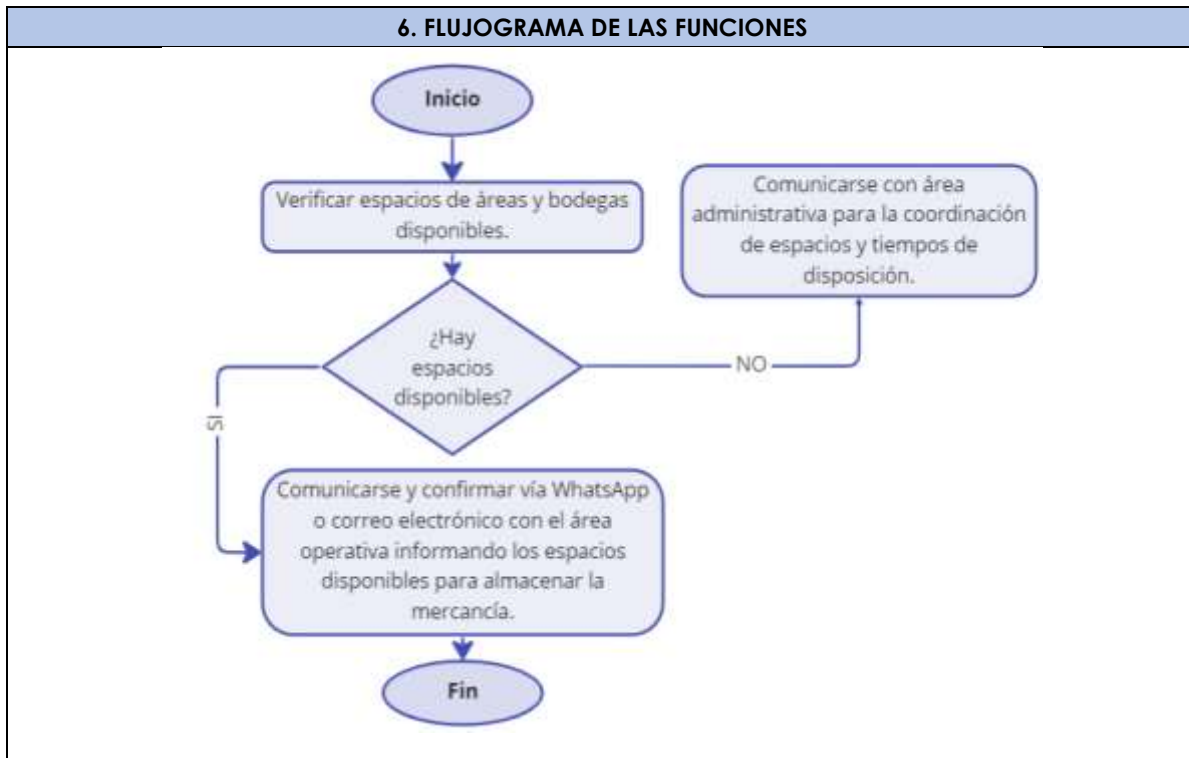 6. FLUJOGRAMA DE LAS FUNCIONES
Inicio
Verificar espacios de áreas y bodegas
disponibles.
Comunicarse con área
administrativa para la coordinación
de espacios y tiempos de
disposición.
¿Hay
espacios
disponibles?
NO
SI
Comunicarse y confirmar vía WhatsApp
o correo electrónico con el área
operativa informando los espacios
disponibles para almacenar la
mercancía.
Fin